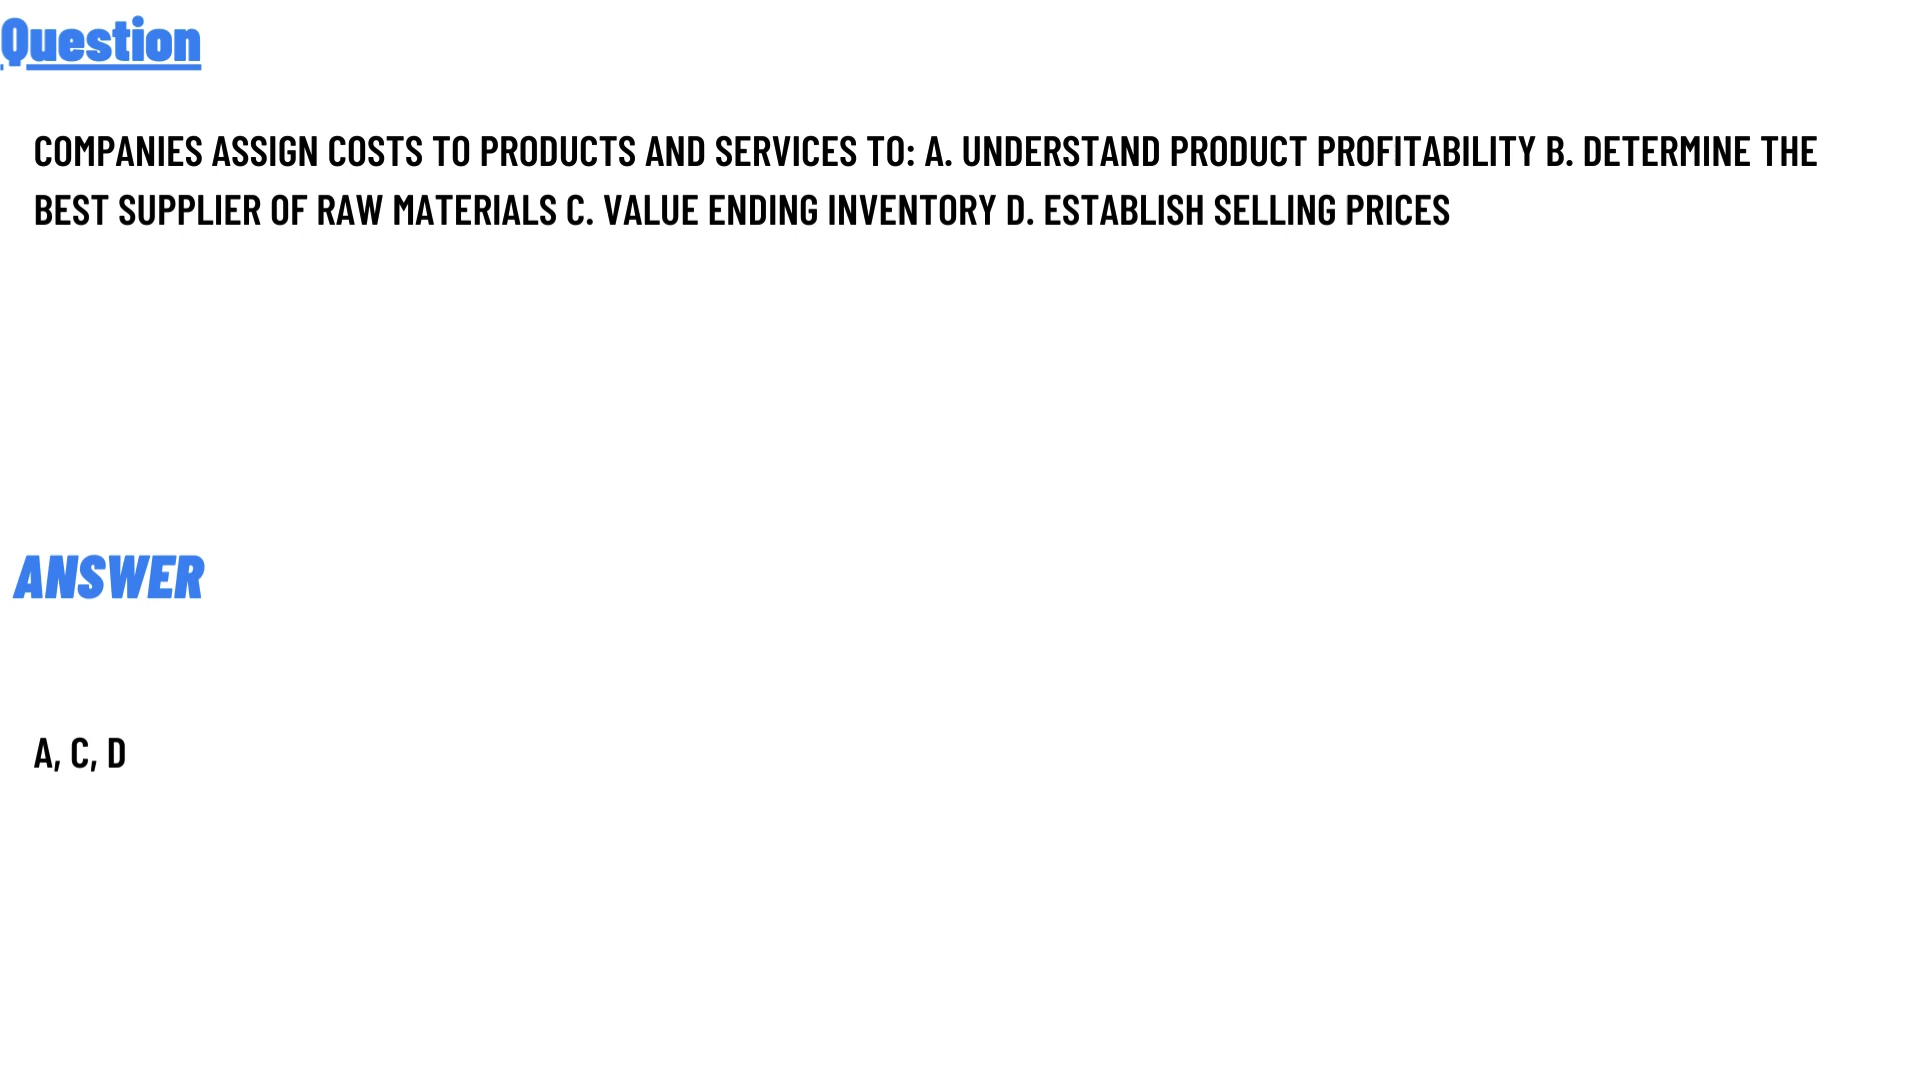 Question
COMPANIES ASSIGN COSTS TO PRODUCTS AND SERVICES TO: A. UNDERSTAND PRODUCT PROFITABILITY B. DETERMINE THE
BEST SUPPLIER OF RAW MATERIALS C. VALUE ENDING INVENTORY D. ESTABLISH SELLING PRICES
ANSWER
A, C, D